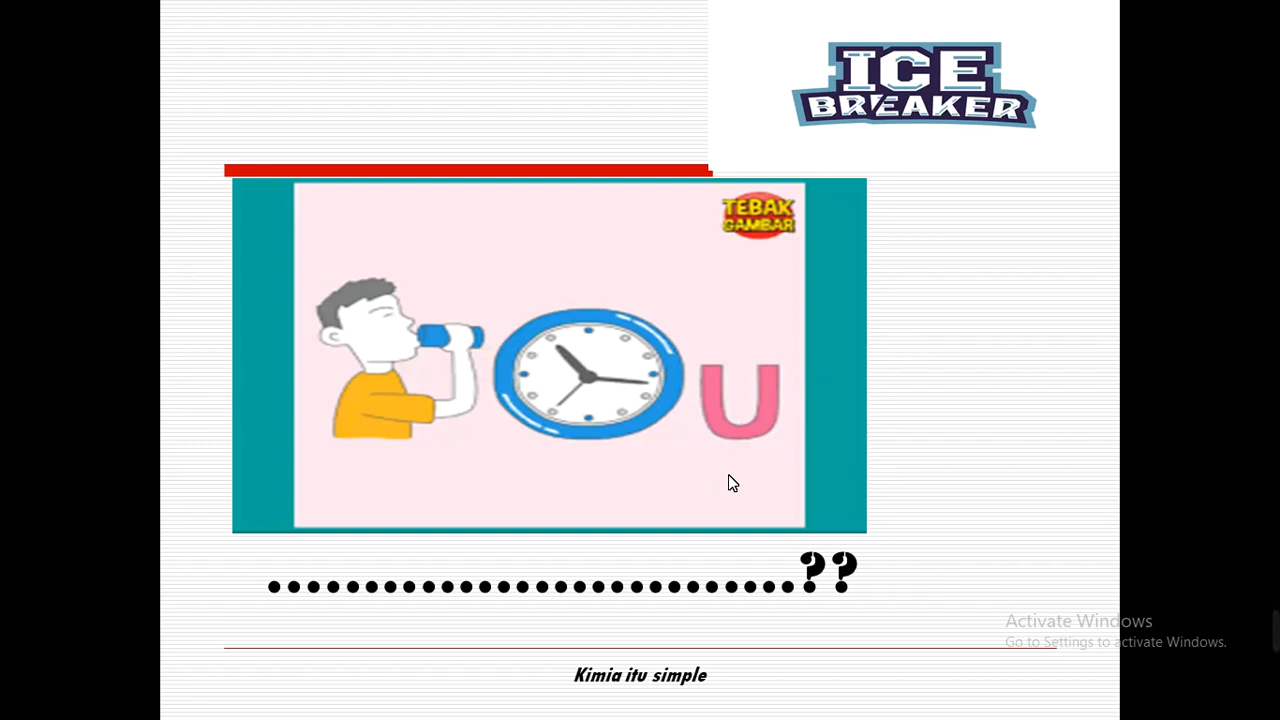 ICE
BREAKER
TEBAK
GAMBAR
U
................................??
Activate Windows
Go to Settings to activate Windows.
Kimia itu simple